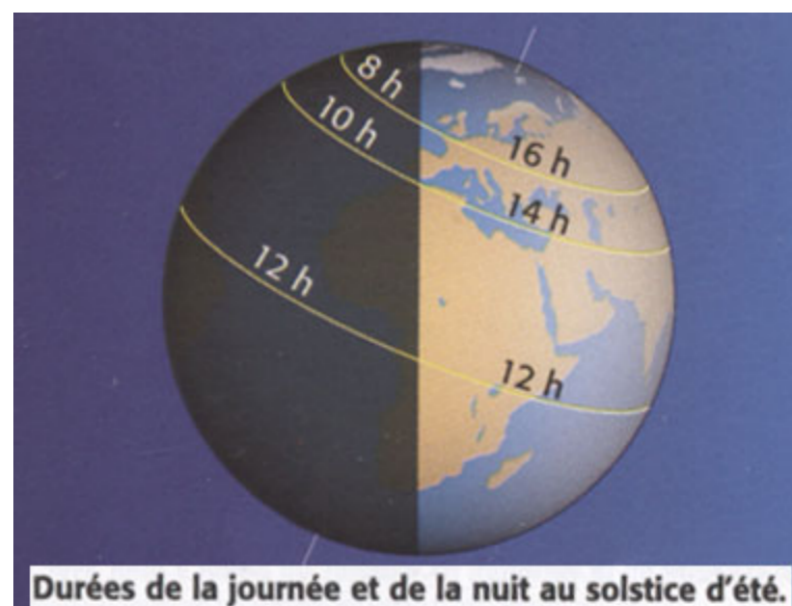 8 h
10 h
16 h
14 h
12 h
12 h
Durées de la journée et de la nuit au solstice d'été.